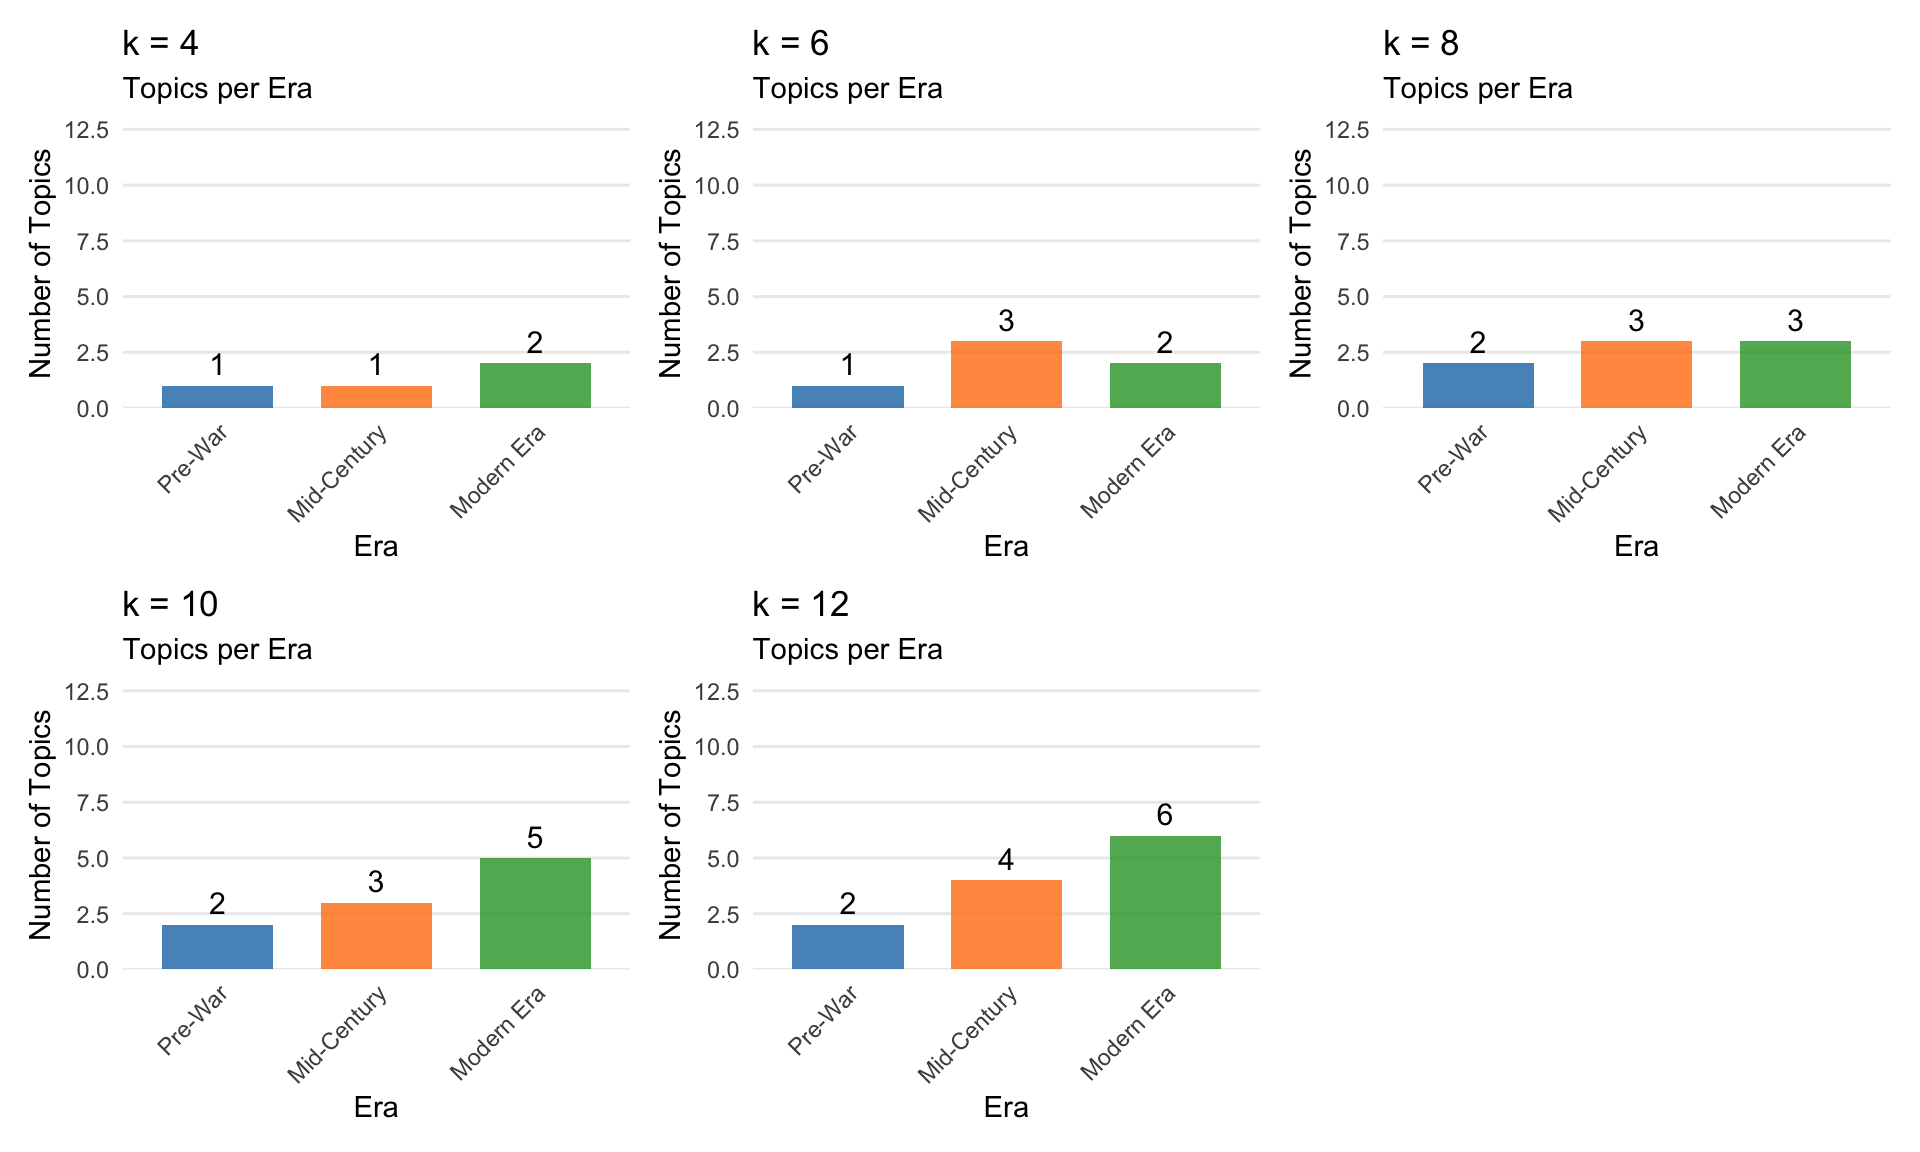 k = 4
Topics per Era
Number of Topics
12.5
10.0
7.5
5.0
2.5
0.0
1
1
2
Pre-War
Mid-Century
Modern Era
Era
k = 6
Topics per Era
Number of Topics
12.5
10.0
7.5
5.0
2.5
0.0
1
3
2
Pre-War
Mid-Century
Modern Era
Era
k = 8
Topics per Era
Number of Topics
12.5
10.0
7.5
5.0
2.5
0.0
2
3
3
Pre-War
Mid-Century
Modern Era
Era
k = 10
Topics per Era
Number of Topics
12.5
10.0
7.5
5.0
2.5
0.0
2
3
5
Pre-War
Mid-Century
Modern Era
Era
k = 12
Topics per Era
Number of Topics
12.5
10.0
7.5
5.0
2.5
0.0
2
4
6
Pre-War
Mid-Century
Modern Era
Era